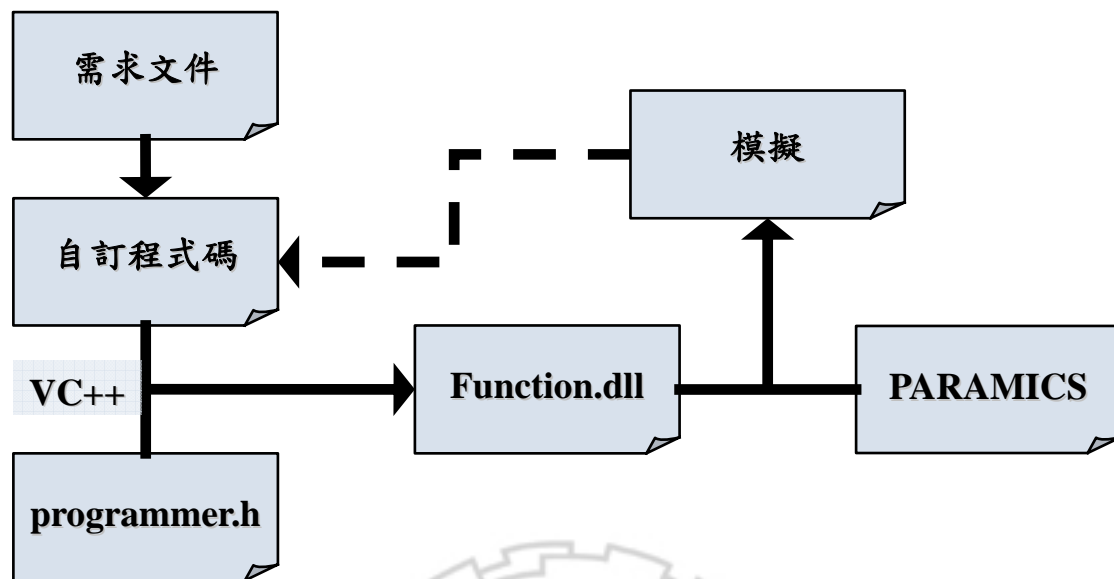 需求文件
模擬
自訂程式碼
VC++
Function.dll
PARAMICS
programmer.h